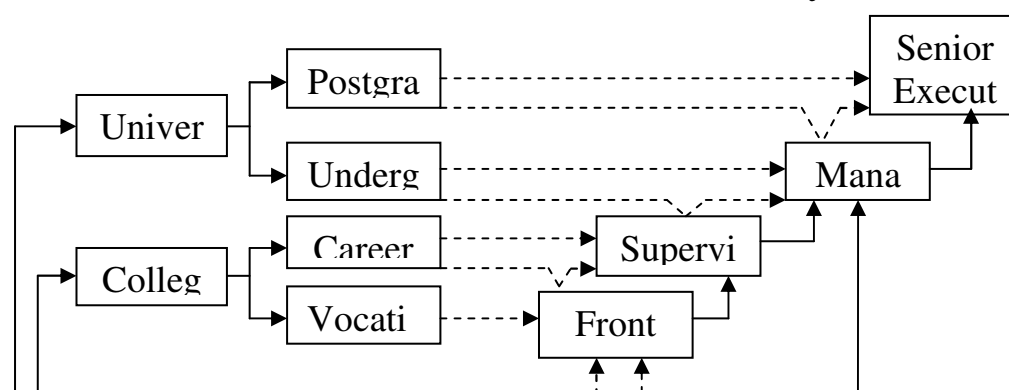 Senior
Execut
Postgra
Univer
Underg
Mana
Career
Supervi
Colleg
Vocati
Front